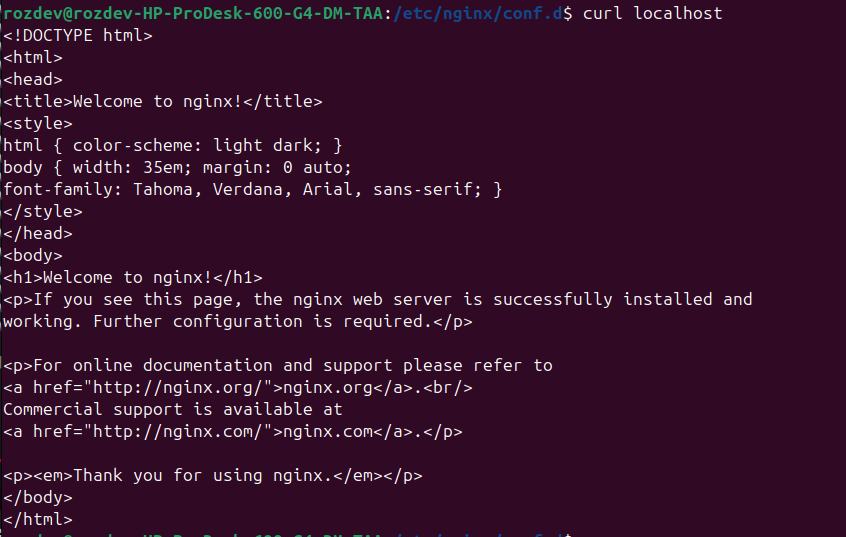 rozdev@rozdev-HP-ProDesk-600-G4-DM-TAA:/etc/nginx/conf.d$ curl localhost
<!DOCTYPE html>
<html>
<head>
<title>Welcome to nginx!</title>
<style>
html { color-scheme: light dark; }
body { width: 35em; margin: 0 auto;
font-family: Tahoma, Verdana, Arial, sans-serif; }
</style>
</head>
<body>
<h1>Welcome to nginx!</h1>
<p>If you see this page, the nginx web server is successfully installed and
working. Further configuration is required.</p>

<p>For online documentation and support please refer to
<a href="http://nginx.org/">nginx.org</a>.<br/>
Commercial support is available at
<a href="http://nginx.com/">nginx.com</a>.</p>

<p><em>Thank you for using nginx.</em></p>
</body>
</html>